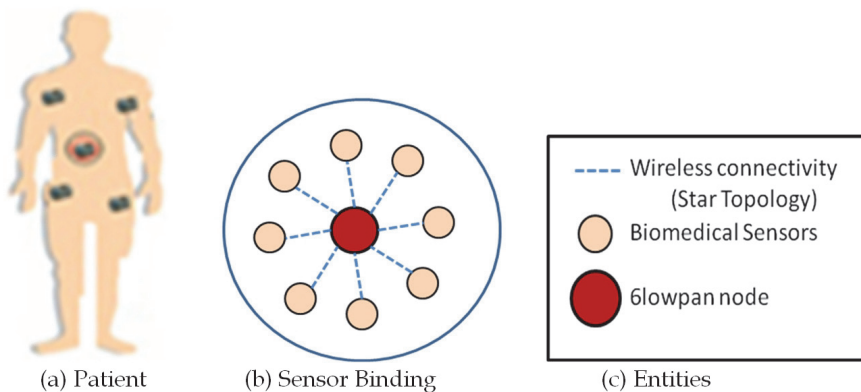 Wireless connectivity
(Star Topology)
Biomedical Sensors
6lowpan node
(a) Patient
(b) Sensor Binding
(c) Entities